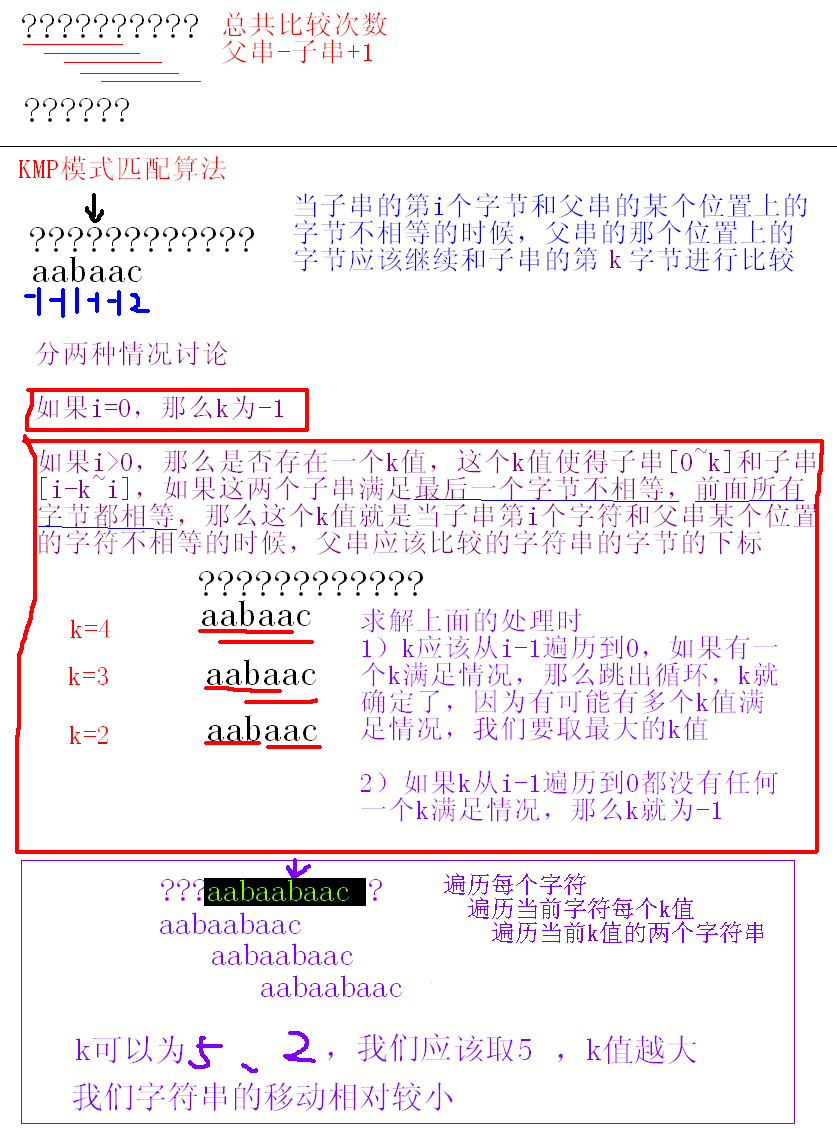 ??????????
总共比较次数
父串-子串+1
??????
KMP模式匹配算法
????????????
aabaac
-1 -1 1 -1 -1 2
当子串的第i个字节和父串的某个位置上的
字节不相等的时候，父串的那个位置上的
字节应该继续和子串的第 k 字节进行比较
分两种情况讨论
如果i=0，那么k为-1
如果i>0，那么是否存在一个k值，这个k值使得子串[0~k]和子串
[i-k~i]，如果这两个子串满足最后一个字节不相等，前面所有
字节都相等，那么这个k值就是当子串第i个字符和父串某个位置
的字符不相等的时候，父串应该比较的字符串的字节的下标
????????????
k=4
aabaac
k=3
aabaac
k=2
aabaac
求解上面的处理时
1）k应该从i-1遍历到0，如果有一
个k满足情况，那么跳出循环，k就
确定了，因为有可能有多个k值满
足情况，我们要取最大的k值
2）如果k从i-1遍历到0都没有任何
一个k满足情况，那么k就为-1
???aabaabaac ?
aabaabaac
aabaabaac
aabaabaac
遍历每个字符
遍历当前字符每个k值
遍历当前k值的两个字符串
k可以为5、2，我们应该取5 ，k值越大
我们字符串的移动相对较小